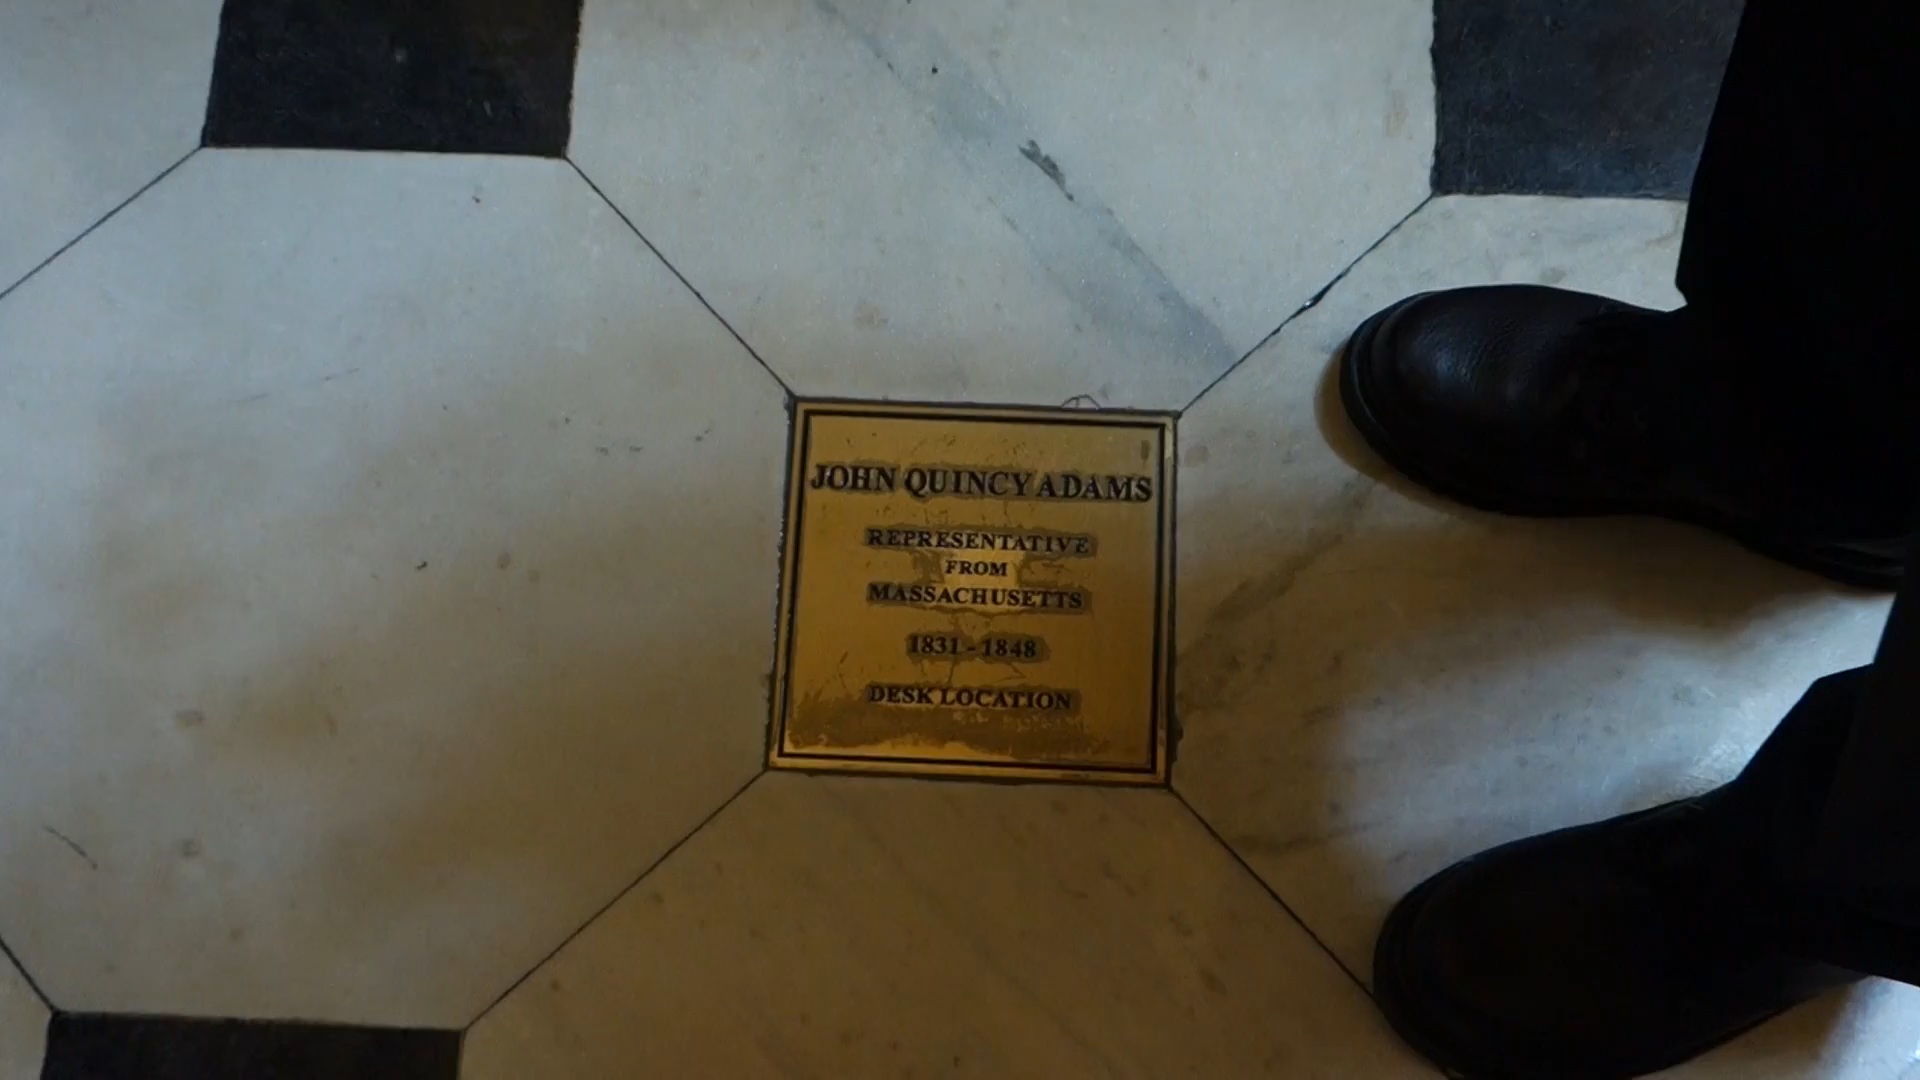 JOHN QUINCY ADAMS
REPRESENTATIVE
FROM
MASSACHUSETTS
1831 - 1848
DESK LOCATION